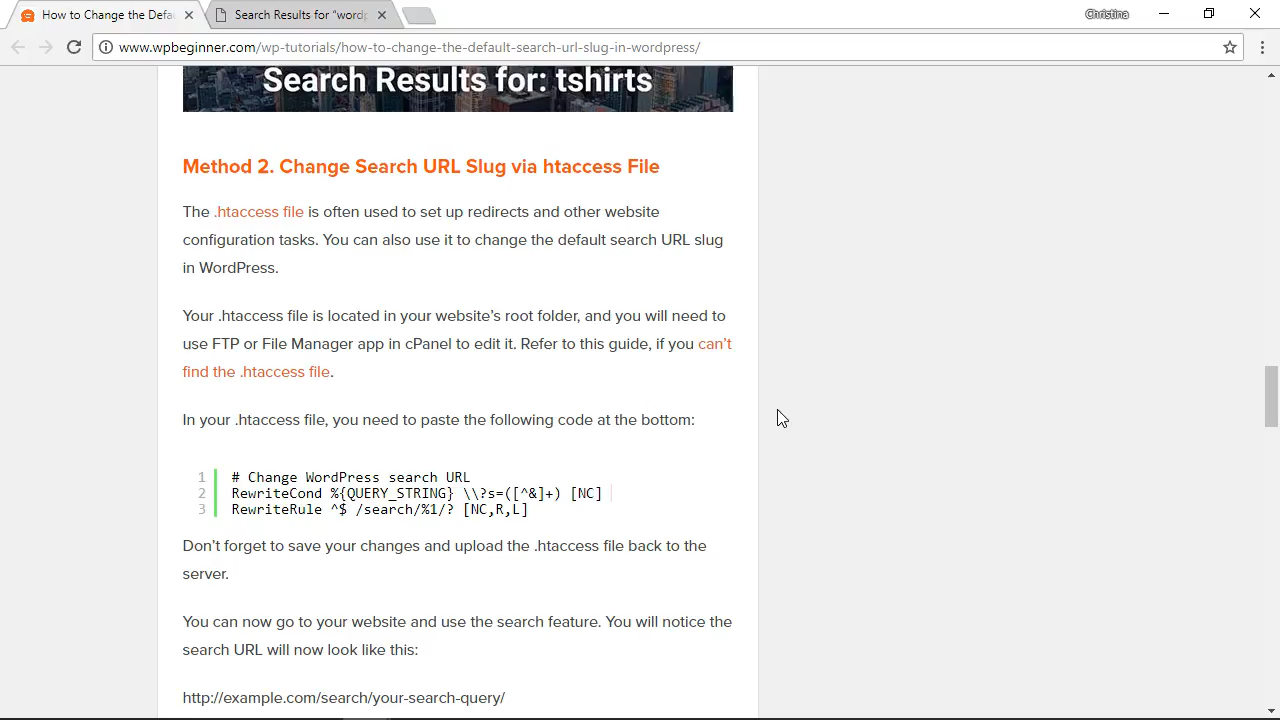 How to Change the Defa
Search Results for "wordp
Christina
www.wpbeginner.com/wp-tutorials/how-to-change-the-default-search-url-slug-in-wordpress/
Search Results for: tshirts
Method 2. Change Search URL Slug via htaccess File
The .htaccess file is often used to set up redirects and other website
configuration tasks. You can also use it to change the default search URL slug
in WordPress.
Your .htaccess file is located in your website’s root folder, and you will need to
use FTP or File Manager app in cPanel to edit it. Refer to this guide, if you can’t
find the .htaccess file.
In your .htaccess file, you need to paste the following code at the bottom:
1 # Change WordPress search URL
2 RewriteCond %{QUERY_STRING} \\?s=([^&]+) [NC]
3 RewriteRule ^$ /search/%1/? [NC,R,L]
Don’t forget to save your changes and upload the .htaccess file back to the
server.
You can now go to your website and use the search feature. You will notice the
search URL will now look like this:
http://example.com/search/your-search-query/